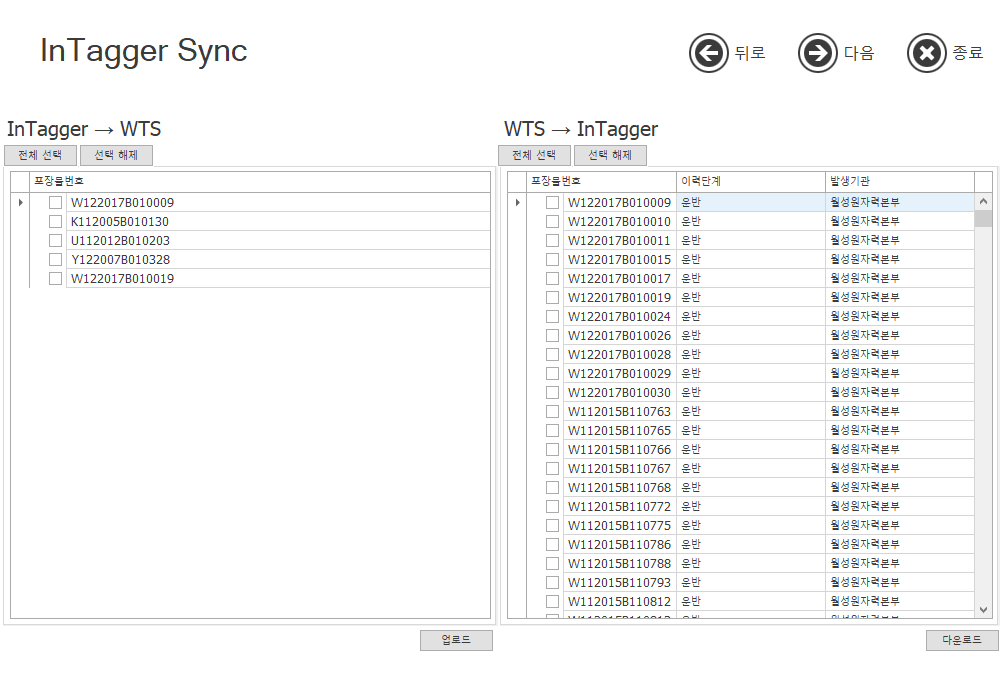 InTagger Sync
뒤로
다음
종료
InTagger → WTS
전체 선택
선택 해제
포장물번호
W122017B010009
K112005B010130
U112012B010203
Y122007B010328
W122017B010019
업로드
WTS → InTagger
전체 선택
선택 해제
포장물번호 이력단계 발생기관
W122017B010009 운반 월성원자력본부
W122017B010010 운반 월성원자력본부
W122017B010011 운반 월성원자력본부
W122017B010015 운반 월성원자력본부
W122017B010017 운반 월성원자력본부
W122017B010019 운반 월성원자력본부
W122017B010024 운반 월성원자력본부
W122017B010026 운반 월성원자력본부
W122017B010028 운반 월성원자력본부
W122017B010029 운반 월성원자력본부
W122017B010030 운반 월성원자력본부
W112015B110763 운반 월성원자력본부
W112015B110765 운반 월성원자력본부
W112015B110766 운반 월성원자력본부
W112015B110767 운반 월성원자력본부
W112015B110768 운반 월성원자력본부
W112015B110772 운반 월성원자력본부
W112015B110775 운반 월성원자력본부
W112015B110786 운반 월성원자력본부
W112015B110788 운반 월성원자력본부
W112015B110793 운반 월성원자력본부
W112015B110812 운반 월성원자력본부
다운로드